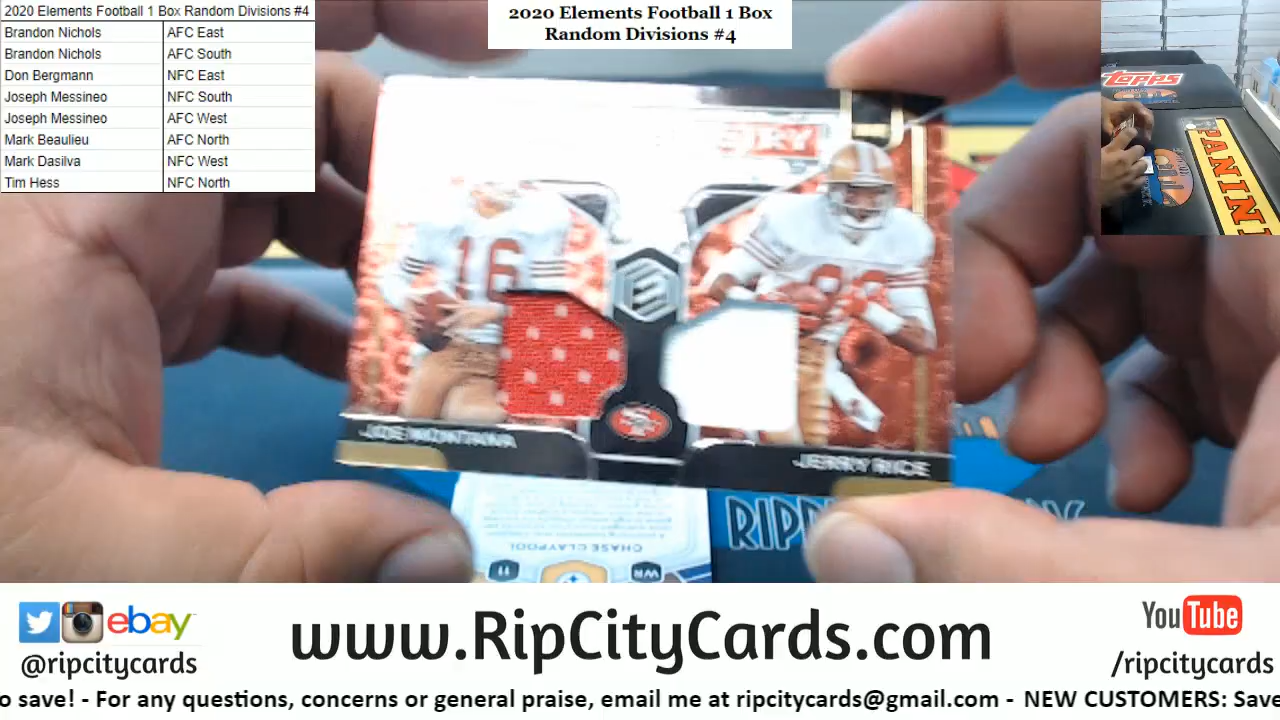 2020 Elements Football 1 Box Random Divisions #4
Brandon Nichols AFC East
Brandon Nichols AFC South
Don Bergmann NFC East
Joseph Messineo NFC South
Joseph Messineo AFC West
Mark Beaulieu AFC North
Mark Dasilva NFC West
Tim Hess NFC North
2020 Elements Football 1 Box
Random Divisions #4
TOPPS
PANINI
16
JOE MONTANA
JERRY RICE
CHASE CLAYPOOL
WR
11
ebay
@ripcitycards
www.RipCityCards.com
YouTube
/ripcitycards
o save! - For any questions, concerns or general praise, email me at ripcitycards@gmail.com - NEW CUSTOMERS: Save